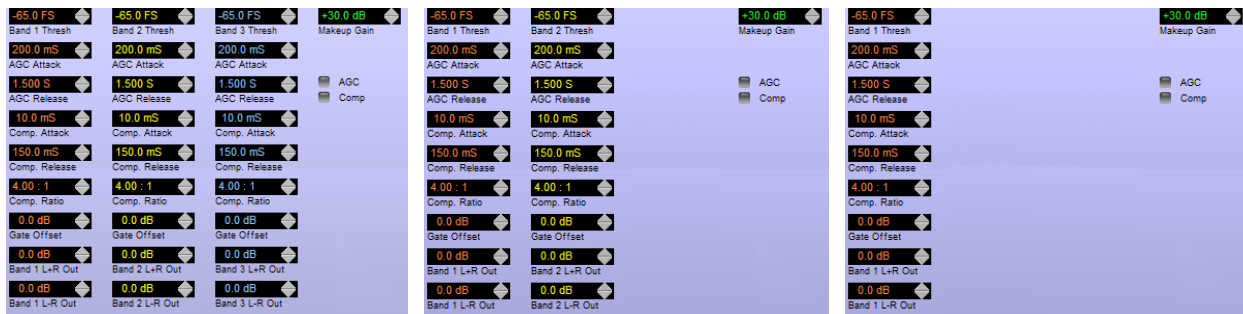 -65.0 FS -65.0 FS -65.0 FS +30.0 dB -65.0 FS -65.0 FS +30.0 dB -65.0 FS +30.0 dB
Band 1 Thresh Band 2 Thresh Band 3 Thresh Makeup Gain Band 1 Thresh Band 2 Thresh Makeup Gain Band 1 Thresh Makeup Gain
200.0 mS 200.0 mS 200.0 mS 200.0 mS 200.0 mS 200.0 mS
AGC Attack AGC Attack AGC Attack AGC Attack AGC Attack AGC Attack
1.500 S 1.500 S 1.500 S AGC 1.500 S 1.500 S AGC 1.500 S AGC
AGC Release AGC Release AGC Release Comp AGC Release AGC Release Comp AGC Release Comp
10.0 mS 10.0 mS 10.0 mS 10.0 mS 10.0 mS 10.0 mS
Comp. Attack Comp. Attack Comp. Attack Comp. Attack Comp. Attack Comp. Attack
150.0 mS 150.0 mS 150.0 mS 150.0 mS 150.0 mS 150.0 mS
Comp. Release Comp. Release Comp. Release Comp. Release Comp. Release Comp. Release
4.00 : 1 4.00 : 1 4.00 : 1 4.00 : 1 4.00 : 1 4.00 : 1
Comp. Ratio Comp. Ratio Comp. Ratio Comp. Ratio Comp. Ratio Comp. Ratio
0.0 dB 0.0 dB 0.0 dB 0.0 dB 0.0 dB 0.0 dB
Gate Offset Gate Offset Gate Offset Gate Offset Gate Offset Gate Offset
0.0 dB 0.0 dB 0.0 dB 0.0 dB 0.0 dB 0.0 dB
Band 1 L+R Out Band 2 L+R Out Band 3 L+R Out Band 1 L+R Out Band 2 L+R Out Band 1 L+R Out
0.0 dB 0.0 dB 0.0 dB 0.0 dB 0.0 dB 0.0 dB
Band 1 L-R Out Band 2 L-R Out Band 3 L-R Out Band 1 L-R Out Band 2 L-R Out Band 1 L-R Out